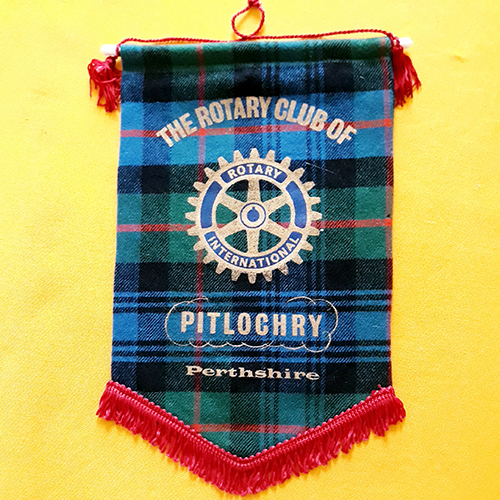 THE ROTARY CLUB OF
ROTARY
INTERNATIONAL
PITLOCHRY
Perthshire